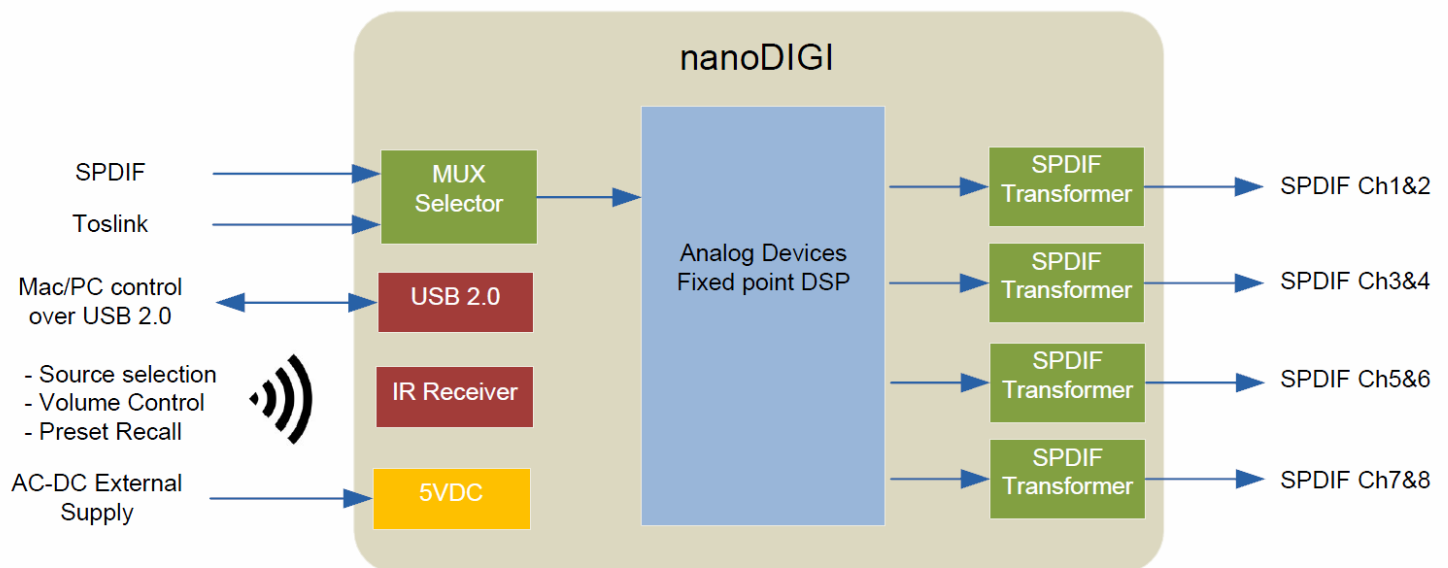 nanoDIGI
SPDIF
Toslink
Mac/PC control
over USB 2.0
- Source selection
- Volume Control
- Preset Recall
AC-DC External
Supply
MUX
Selector
USB 2.0
IR Receiver
5VDC
Analog Devices
Fixed point DSP
SPDIF
Transformer
SPDIF
Transformer
SPDIF
Transformer
SPDIF
Transformer
SPDIF Ch1&2
SPDIF Ch3&4
SPDIF Ch5&6
SPDIF Ch7&8